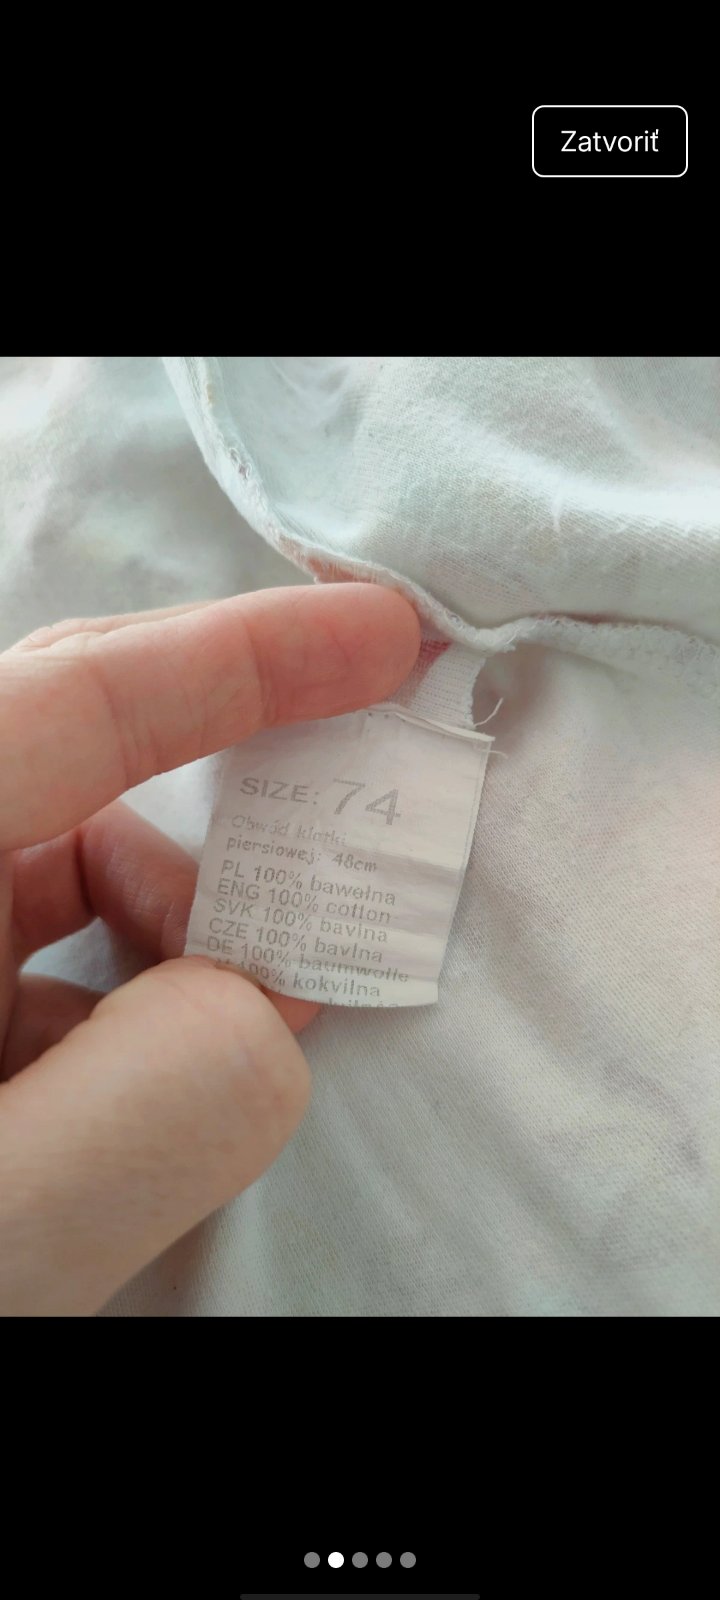 Zatvoriť
SIZE: 74
Obwód klatki
piersiowej: 48cm
PL 100% bawełna
ENG 100% cotton
SVK 100% bavlna
CZE 100% bavlna
DE 100% baumwolle
100% kokvilna